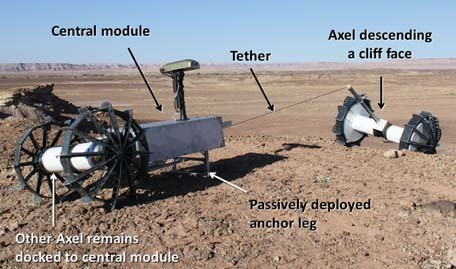 Central module
Tether
Axel descending
a cliff face
Passively deployed
anchor leg
Other Axel remains
docked to central module